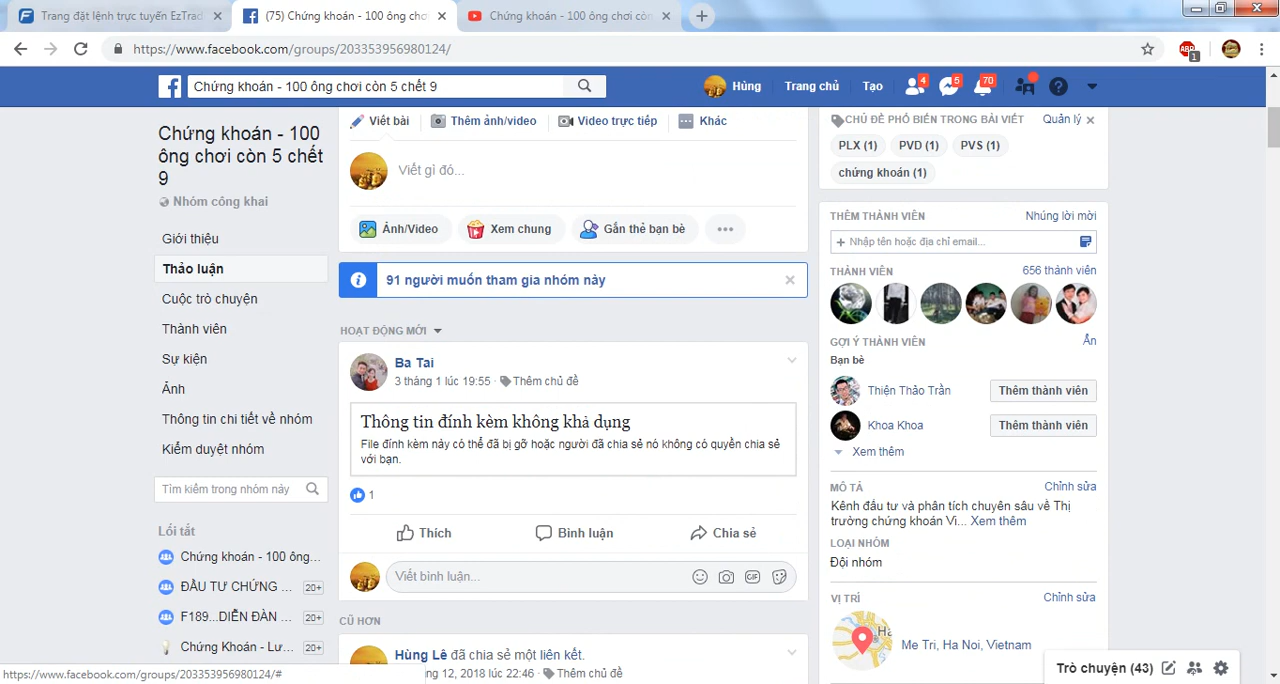 Trang đặt lệnh trực tuyến EzTrad
(75) Chứng khoán - 100 ông chơi
Chứng khoán - 100 ông chơi còn
https://www.facebook.com/groups/203353956980124/
ABP
1
Chứng khoán - 100 ông chơi còn 5 chết 9
Hùng
Trang chủ
Tạo
4
5
70
Chứng khoán - 100
ông chơi còn 5 chết
9
Nhóm công khai
Giới thiệu
Thảo luận
Cuộc trò chuyện
Thành viên
Sự kiện
Ảnh
Thông tin chi tiết về nhóm
Kiểm duyệt nhóm
Tìm kiếm trong nhóm này
Lối tắt
Chứng khoán - 100 ông...
ĐẦU TƯ CHỨNG ... 20+
F189...DIỄN ĐÀN ... 20+
Chứng Khoán - Lư... 20+
https://www.facebook.com/groups/203353956980124/#
Viết bài
Thêm ảnh/video
Video trực tiếp
Khác
Viết gì đó...
Ảnh/Video
Xem chung
Gắn thẻ bạn bè
91 người muốn tham gia nhóm này
HOẠT ĐỘNG MỚI
Ba Tai
3 tháng 1 lúc 19:55 · Thêm chủ đề
Thông tin đính kèm không khả dụng
File đính kèm này có thể đã bị gỡ hoặc người đã chia sẻ nó không có quyền chia sẻ
với bạn.
1
Thích
Bình luận
Chia sẻ
Viết bình luận...
GIF
CŨ HƠN
Hùng Lê đã chia sẻ một liên kết.
ng 12, 2018 lúc 22:46 · Thêm chủ đề
CHỦ ĐỀ PHỔ BIẾN TRONG BÀI VIẾT
Quản lý
PLX (1)
PVD (1)
PVS (1)
chứng khoán (1)
THÊM THÀNH VIÊN
Nhúng lời mời
+ Nhập tên hoặc địa chỉ email...
THÀNH VIÊN
656 thành viên
GỢI Ý THÀNH VIÊN
Ẩn
Bạn bè
Thiện Thảo Trần
Thêm thành viên
Khoa Khoa
Thêm thành viên
Xem thêm
MÔ TẢ
Chỉnh sửa
Kênh đầu tư và phân tích chuyên sâu về Thị
trường chứng khoán Vi... Xem thêm
LOẠI NHÓM
Đội nhóm
VỊ TRÍ
Chỉnh sửa
Me Tri, Ha Noi, Vietnam
Trò chuyện (43)